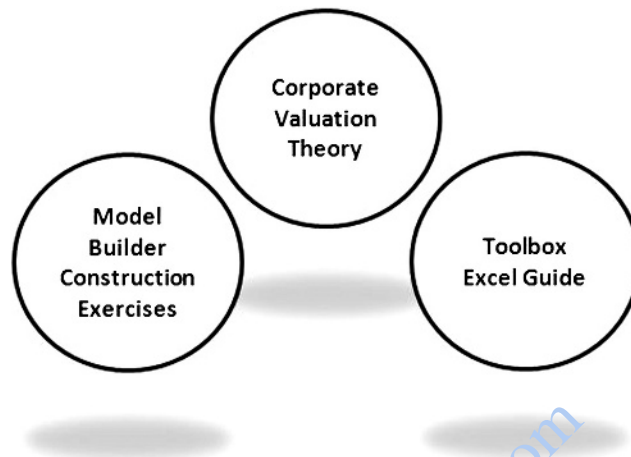 Corporate
Valuation
Theory
Model
Builder
Construction
Exercises
Toolbox
Excel Guide